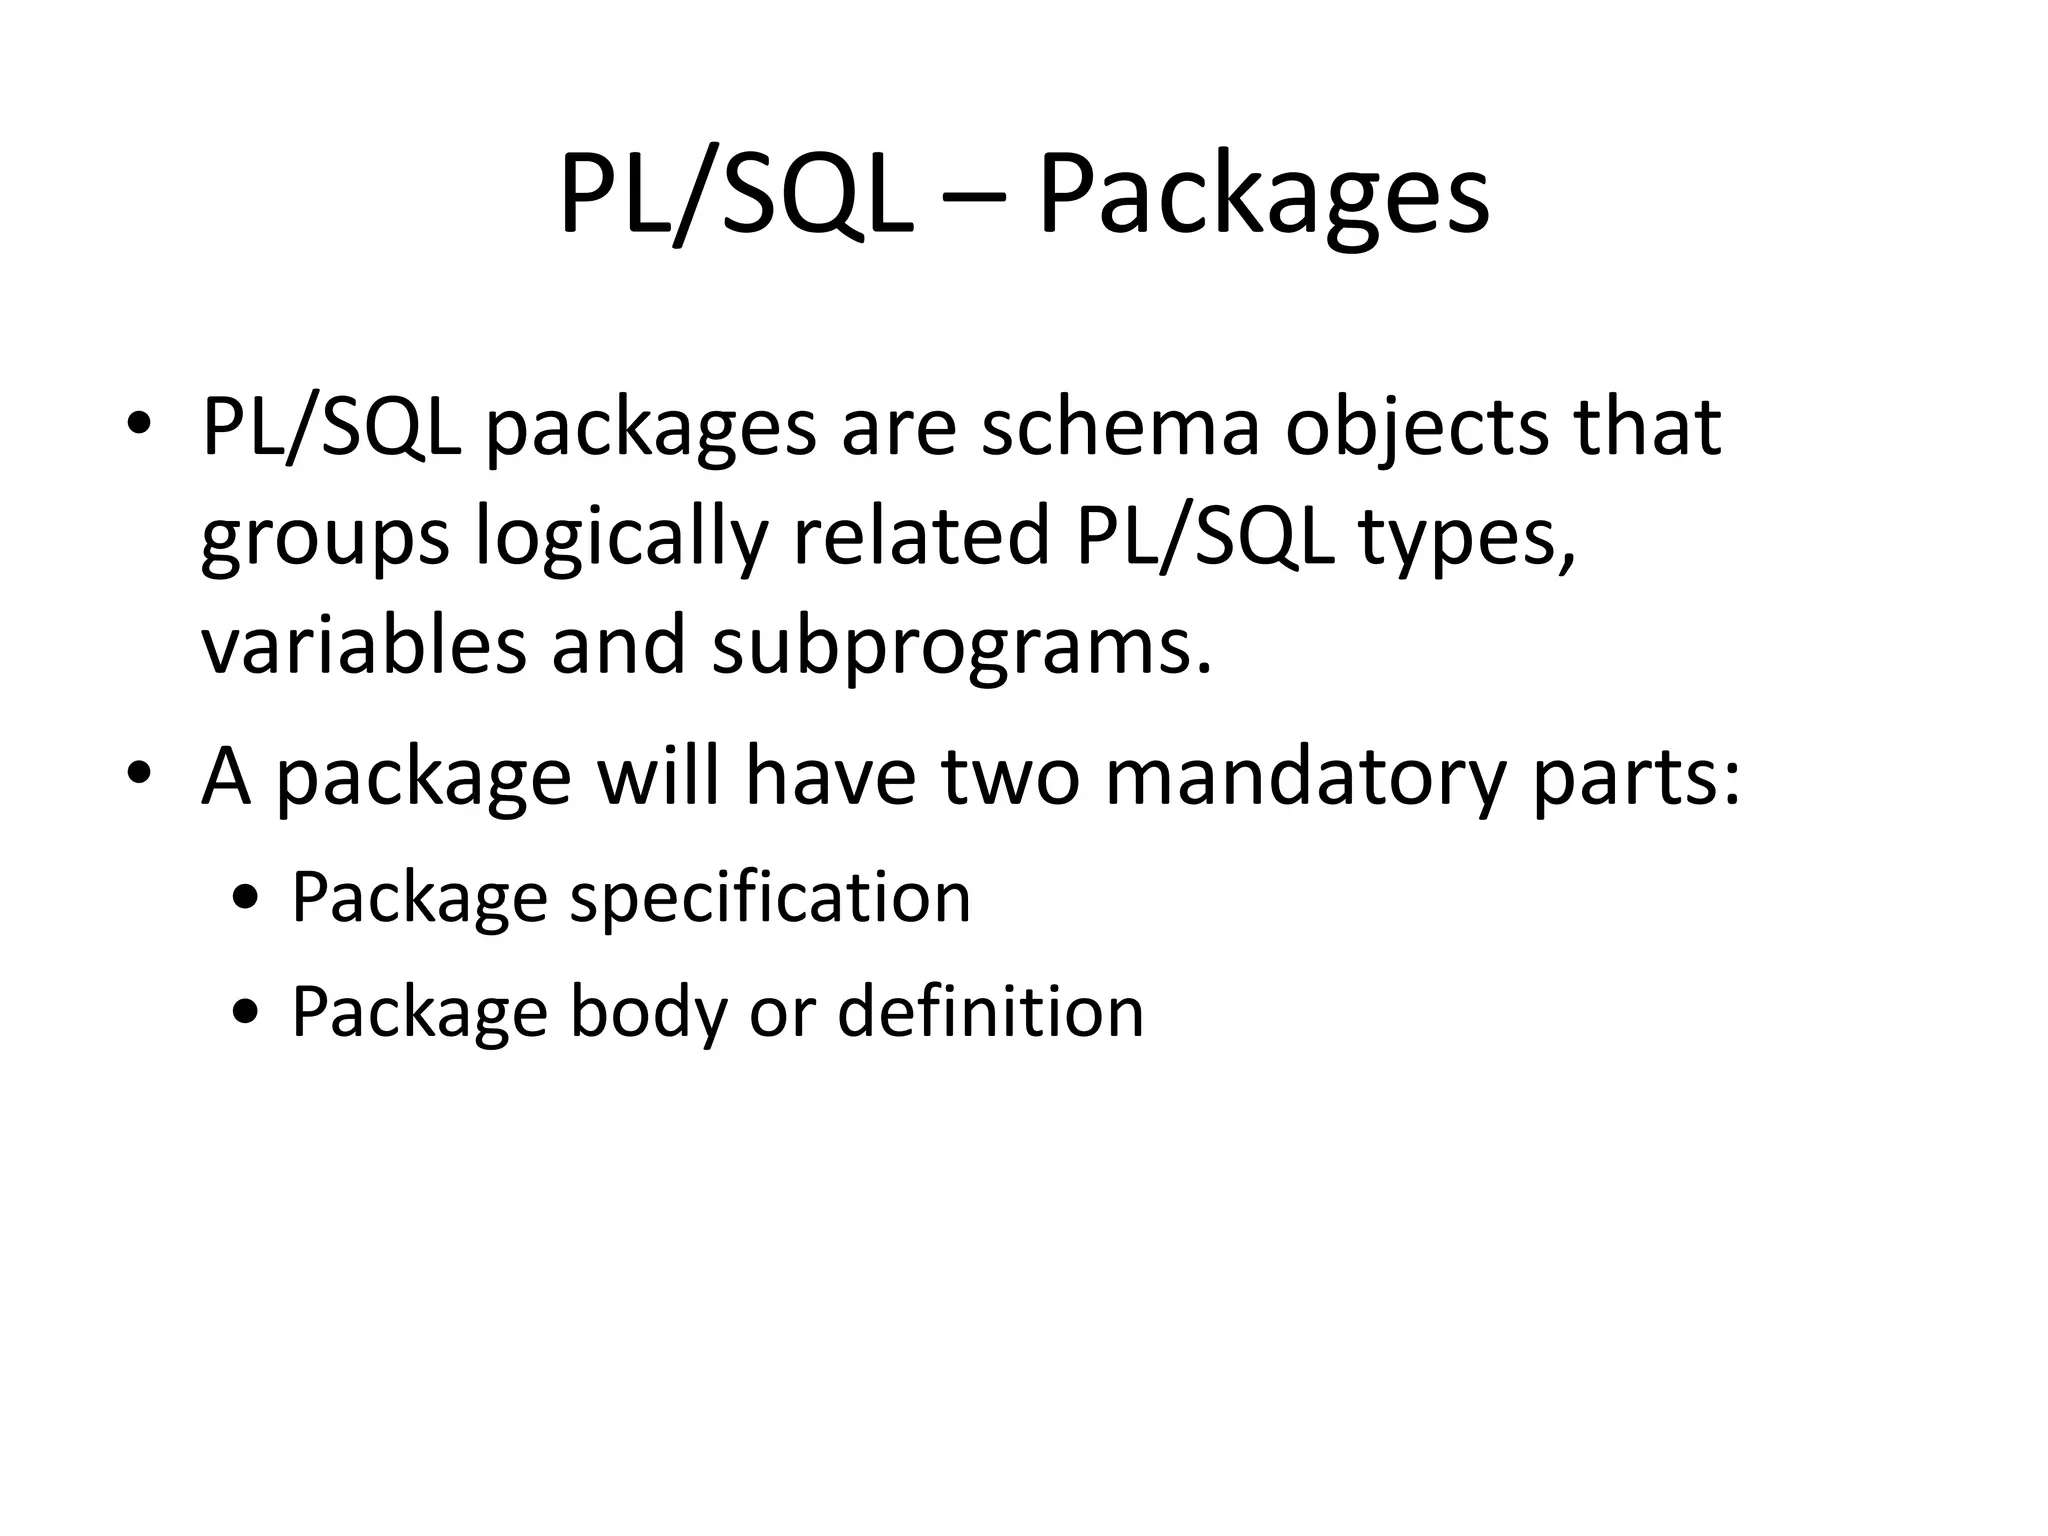 PL/SQL – Packages
• PL/SQL packages are schema objects that
groups logically related PL/SQL types,
variables and subprograms.
• A package will have two mandatory parts:
• Package specification
• Package body or definition